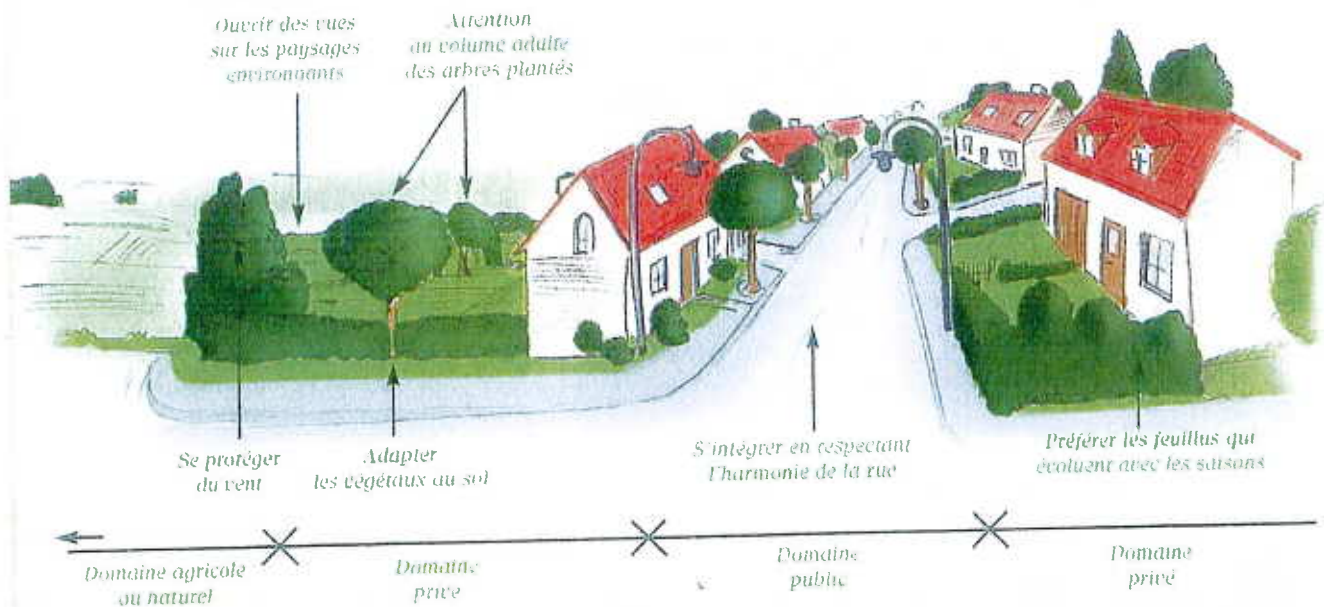 Ouvrir des vues
sur les paysages
environnants
Attention
au volume adulte
des arbres plantés
Se protéger
du vent
Adapter
les végétaux au sol
S'intégrer en respectant
l'harmonie de la rue
Préférer les feuillus qui
évoluent avec les saisons
Domaine agricole
ou naturel
Domaine
privé
Domaine
public
Domaine
privé